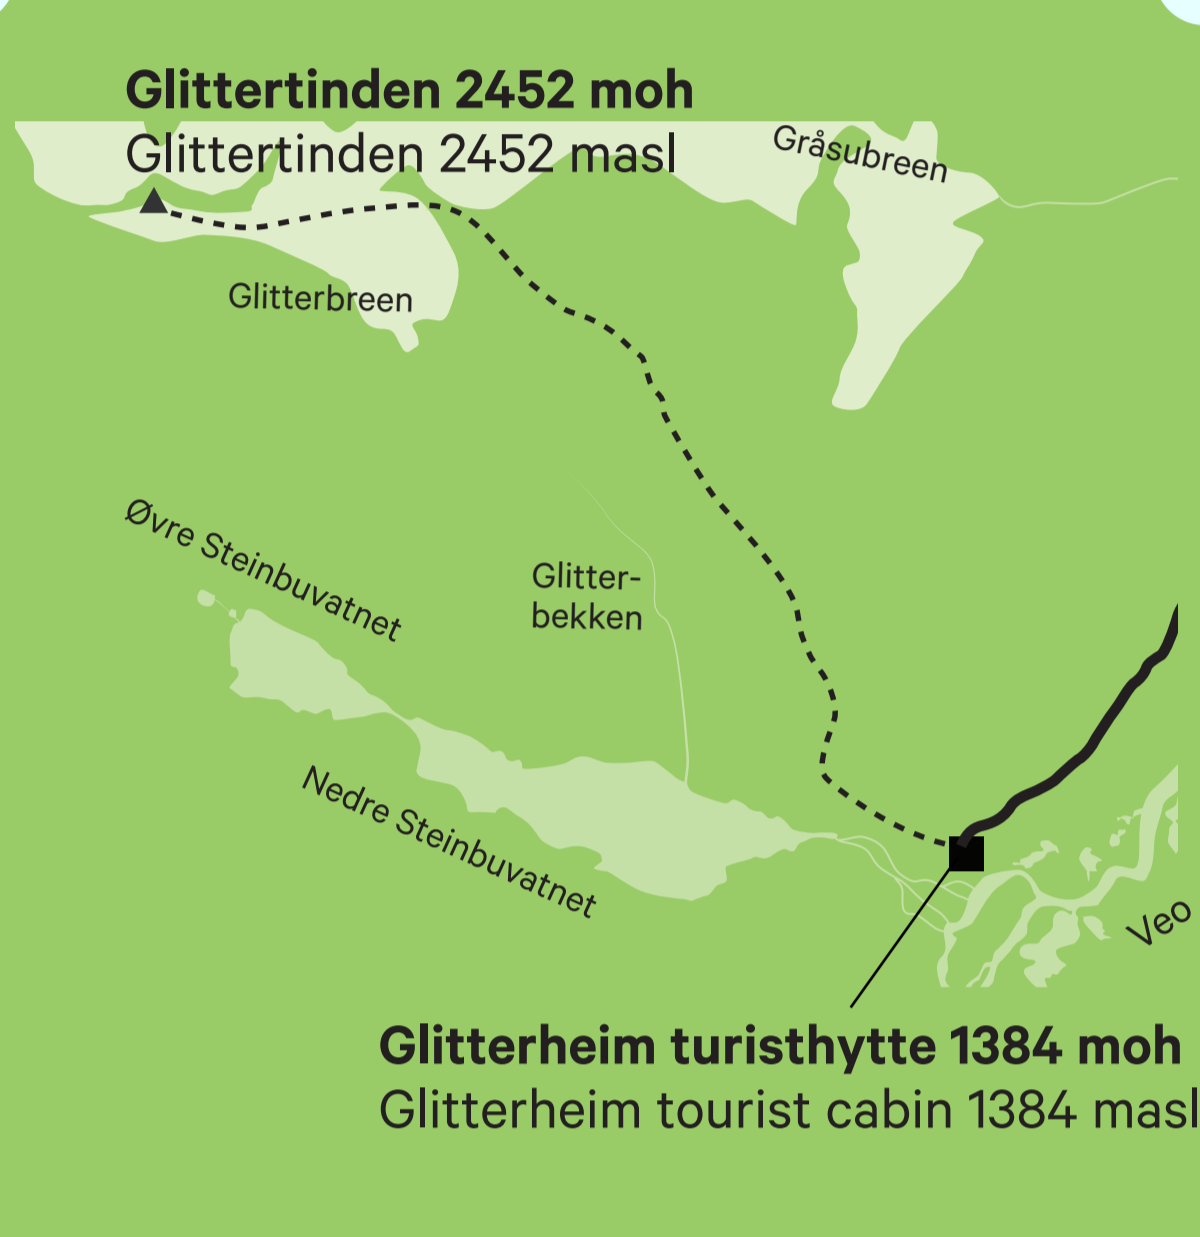 Glittertinden 2452 moh
Glittertinden 2452 masl
Gråsubreen
Glitterbreen
Øvre Steinbuvatnet
Glitter-
bekken
Nedre Steinbuvatnet
Veo
Glitterheim turisthytte 1384 moh
Glitterheim tourist cabin 1384 masl